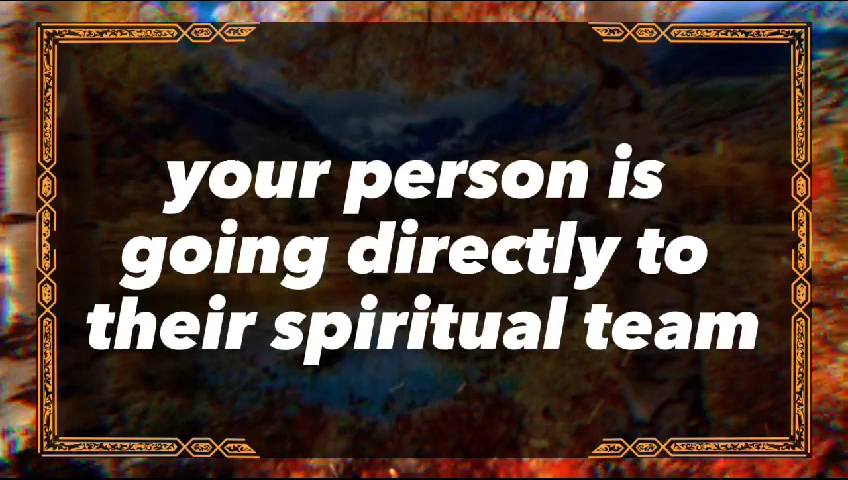 your person is
going directly to
their spiritual team